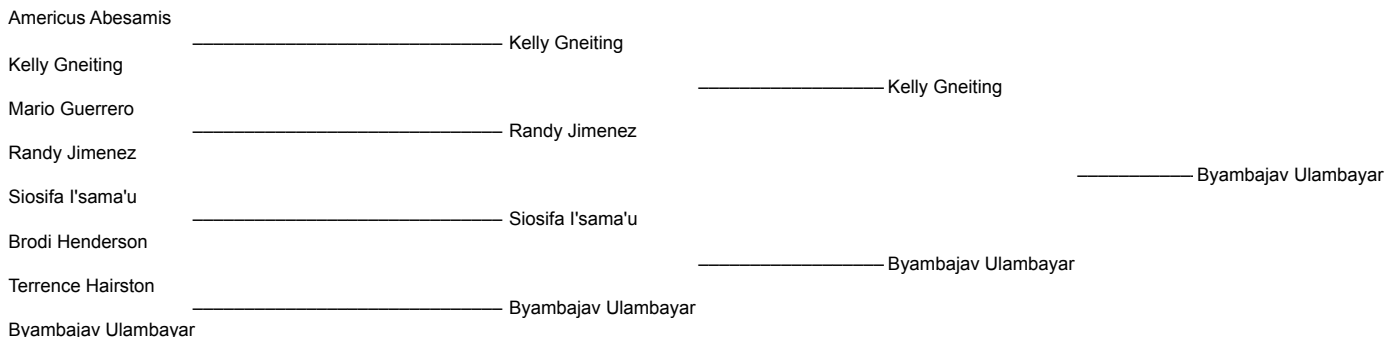 Americus Abesamis
Kelly Gneiting
Kelly Gneiting
Kelly Gneiting
Mario Guerrero
Randy Jimenez
Randy Jimenez
Byambajav Ulambayar
Siosifa I'sama'u
Siosifa I'sama'u
Brodi Henderson
Byambajav Ulambayar
Terrence Hairston
Byambajav Ulambayar
Byambajav Ulambayar